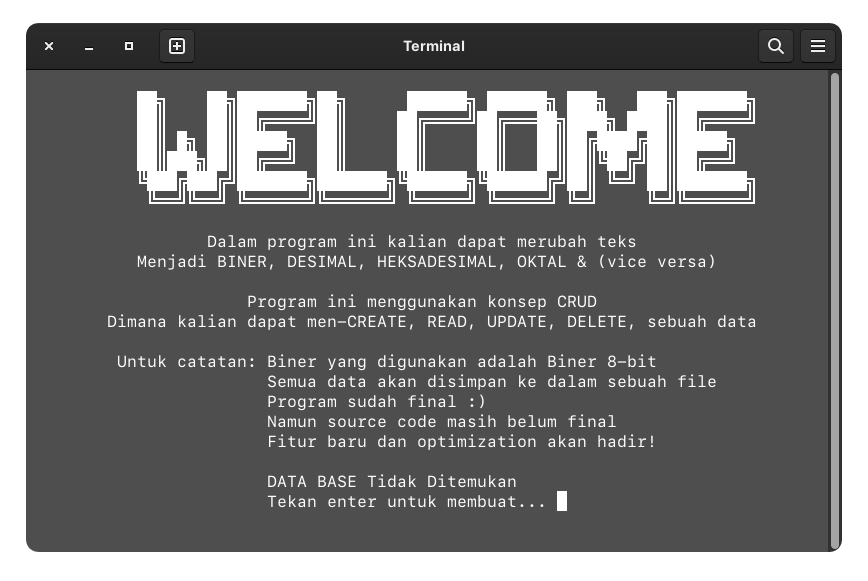 Terminal
WELCOME
Dalam program ini kalian dapat merubah teks
Menjadi BINER, DESIMAL, HEKSADESIMAL, OKTAL & (vice versa)
Program ini menggunakan konsep CRUD
Dimana kalian dapat men-CREATE, READ, UPDATE, DELETE, sebuah data
Untuk catatan: Biner yang digunakan adalah Biner 8-bit
Semua data akan disimpan ke dalam sebuah file
Program sudah final :)
Namun source code masih belum final
Fitur baru dan optimization akan hadir!
DATA BASE Tidak Ditemukan
Tekan enter untuk membuat...